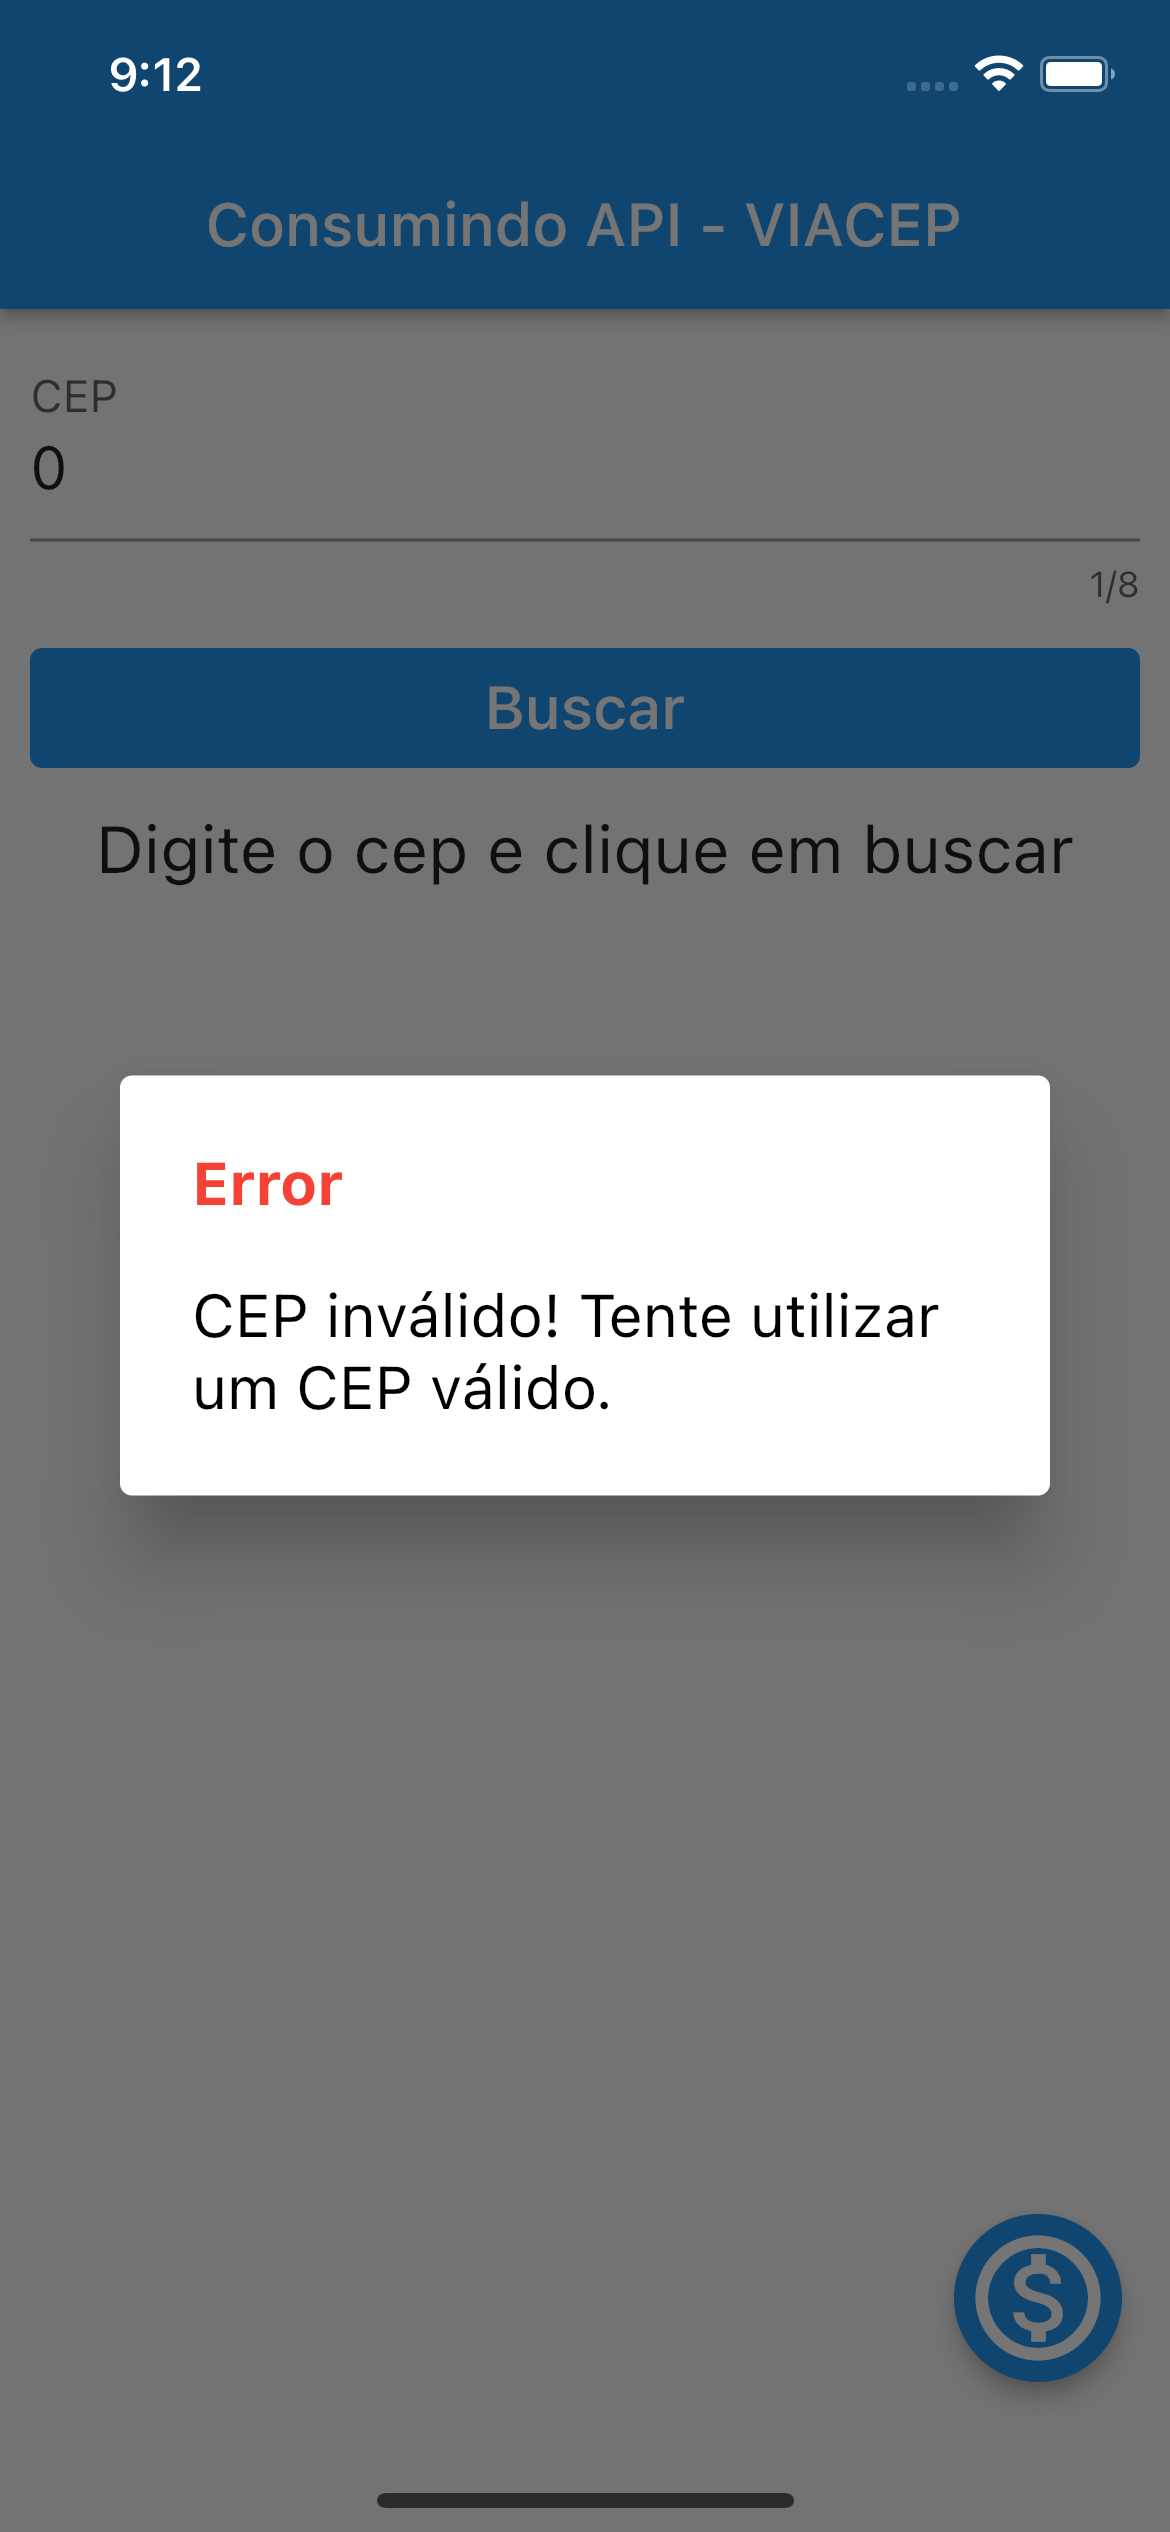 9:12
Consumindo API - VIACEP
CEP
0
1/8
Buscar
Digite o cep e clique em buscar
Error
CEP inválido! Tente utilizar
um CEP válido.
$